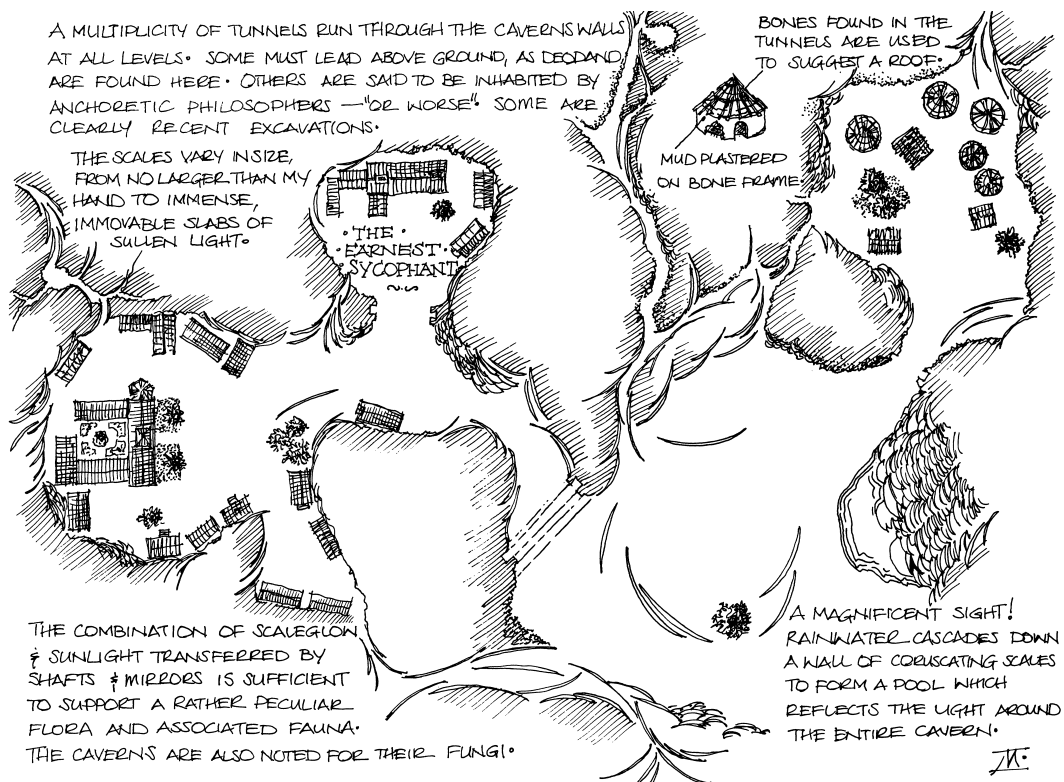 A MULTIPLICITY OF TUNNELS RUN THROUGH THE CAVERNS WALLS
AT ALL LEVELS. SOME MUST LEAD ABOVE GROUND, AS DEODAND
ARE FOUND HERE. OTHERS ARE SAID TO BE INHABITED BY
ANCHORETIC PHILOSOPHERS — "OR WORSE". SOME ARE
CLEARLY RECENT EXCAVATIONS.
BONES FOUND IN THE
TUNNELS ARE USED
TO SUGGEST A ROOF.
MUD PLASTERED
ON BONE FRAME
THE SCALES VARY IN SIZE,
FROM NO LARGER THAN MY
HAND TO IMMENSE,
IMMOVABLE SLABS OF
SULLEN LIGHT.
• THE •
• EARNEST •
SYCOPHANT
THE COMBINATION OF SCALEGLOW
& SUNLIGHT TRANSFERRED BY
SHAFTS & MIRRORS IS SUFFICIENT
TO SUPPORT A RATHER PECULIAR
FLORA AND ASSOCIATED FAUNA.
THE CAVERNS ARE ALSO NOTED FOR THEIR FUNGI.
A MAGNIFICENT SIGHT!
RAINWATER CASCADES DOWN
A WALL OF CORUSCATING SCALES
TO FORM A POOL WHICH
REFLECTS THE LIGHT AROUND
THE ENTIRE CAVERN.